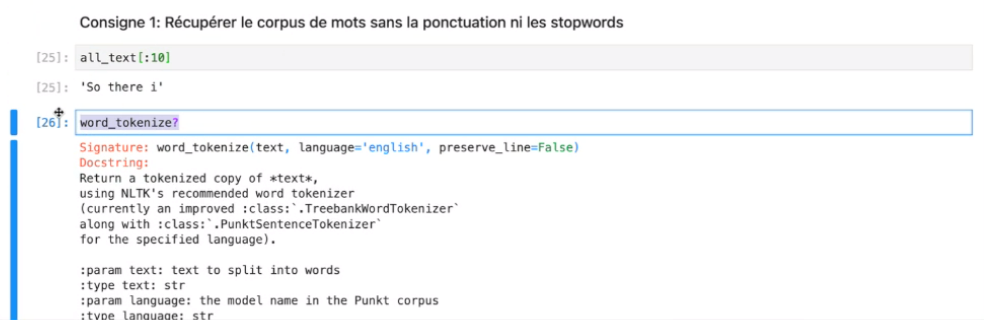 Consigne 1: Récupérer le corpus de mots sans la ponctuation ni les stopwords
[25]: all_text[:10]
[25]: 'So there i'
[26]: word_tokenize?
Signature: word_tokenize(text, language='english', preserve_line=False)
Docstring:
Return a tokenized copy of *text*,
using NLTK's recommended word tokenizer
(currently an improved :class:`.TreebankWordTokenizer`
along with :class:`.PunktSentenceTokenizer`
for the specified language).
:param text: text to split into words
:type text: str
:param language: the model name in the Punkt corpus
:type language: str